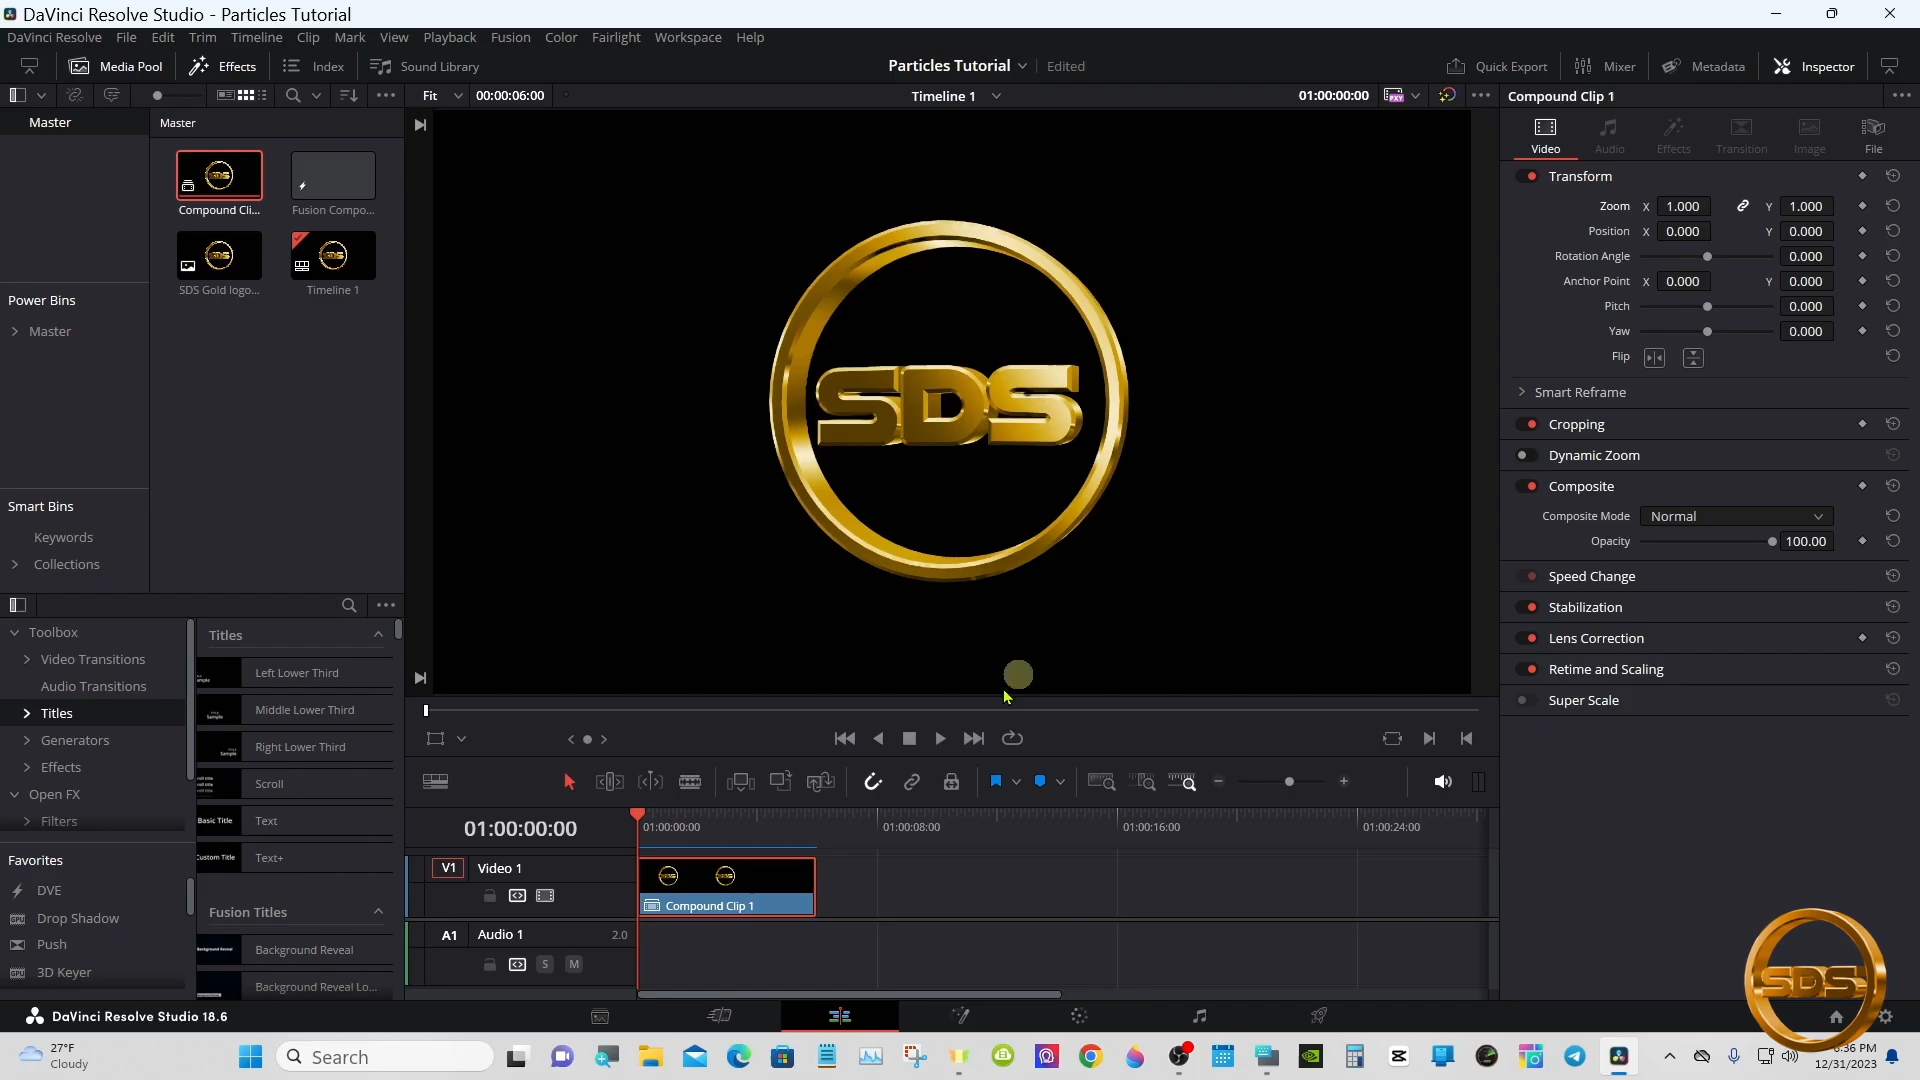 DaVinci Resolve Studio - Particles Tutorial
DaVinci Resolve File Edit Trim Timeline Clip Mark View Playback Fusion Color Fairlight Workspace Help
Media Pool Effects Index Sound Library Particles Tutorial Edited Quick Export Mixer Metadata Inspector
Fit 00:00:06:00 Timeline 1 01:00:00:00 Compound Clip 1
Master Master
Video Audio Effects Transition Image File
Transform
Compound Cli... Fusion Compo...
Zoom X 1.000 Y 1.000
Position X 0.000 Y 0.000
Rotation Angle 0.000
Anchor Point X 0.000 Y 0.000
SDS Gold logo... Timeline 1
Power Bins
Pitch 0.000
Master
Yaw 0.000
Flip
Smart Reframe
SDS
Cropping
Dynamic Zoom
Composite
Smart Bins
Composite Mode Normal
Keywords
Opacity 100.00
Collections
Speed Change
Stabilization
Toolbox Titles
Lens Correction
Video Transitions Left Lower Third
Retime and Scaling
Audio Transitions
Super Scale
Titles Middle Lower Third
Generators Right Lower Third
Effects
Open FX Scroll
Filters Basic Title Text
01:00:00:00 01:00:00:00 01:00:08:00 01:00:16:00 01:00:24:00
Favorites Custom Title Text+
V1 Video 1
DVE
Compound Clip 1
Drop Shadow Fusion Titles
A1 Audio 1 2.0
Push Background Reveal
S M
3D Keyer Background Reveal Lo...
SDS
DaVinci Resolve Studio 18.6
27°F
Cloudy
Search
:36 PM
12/31/2023